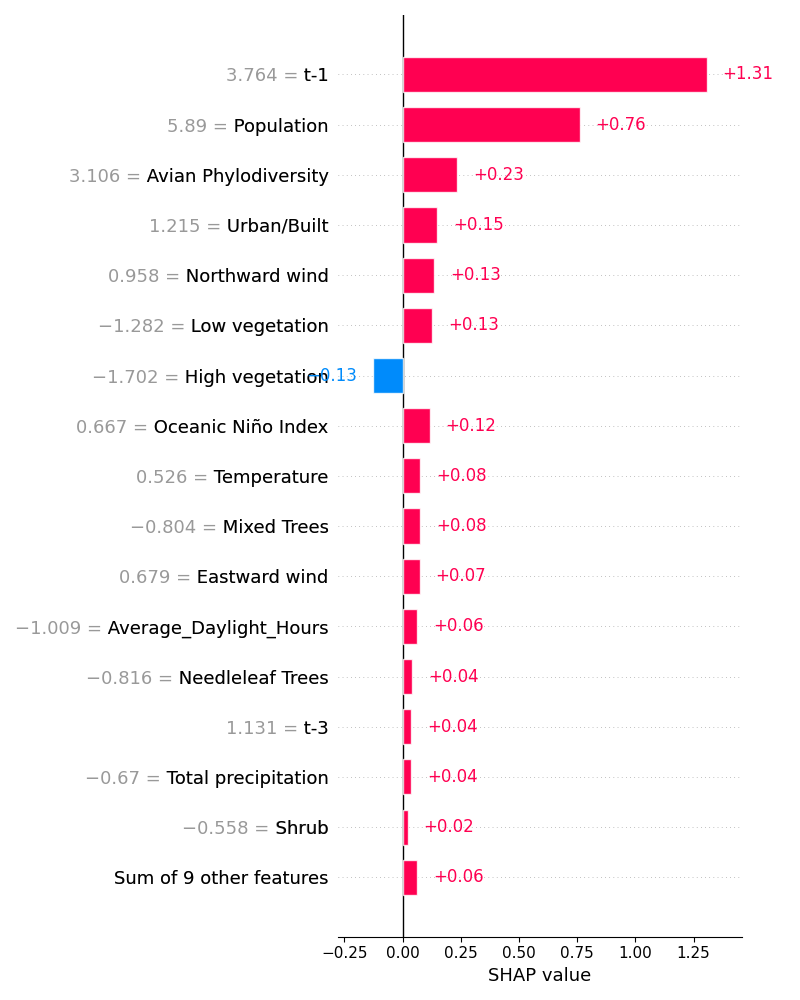 3.764 = t-1
+1.31
5.89 = Population
+0.76
3.106 = Avian Phylodiversity
+0.23
1.215 = Urban/Built
+0.15
0.958 = Northward wind
+0.13
−1.282 = Low vegetation
+0.13
−1.702 = High vegetation
−0.13
0.667 = Oceanic Niño Index
+0.12
0.526 = Temperature
+0.08
−0.804 = Mixed Trees
+0.08
0.679 = Eastward wind
+0.07
−1.009 = Average_Daylight_Hours
+0.06
−0.816 = Needleleaf Trees
+0.04
1.131 = t-3
+0.04
−0.67 = Total precipitation
+0.04
−0.558 = Shrub
+0.02
Sum of 9 other features
+0.06
−0.25 0.00 0.25 0.50 0.75 1.00 1.25
SHAP value